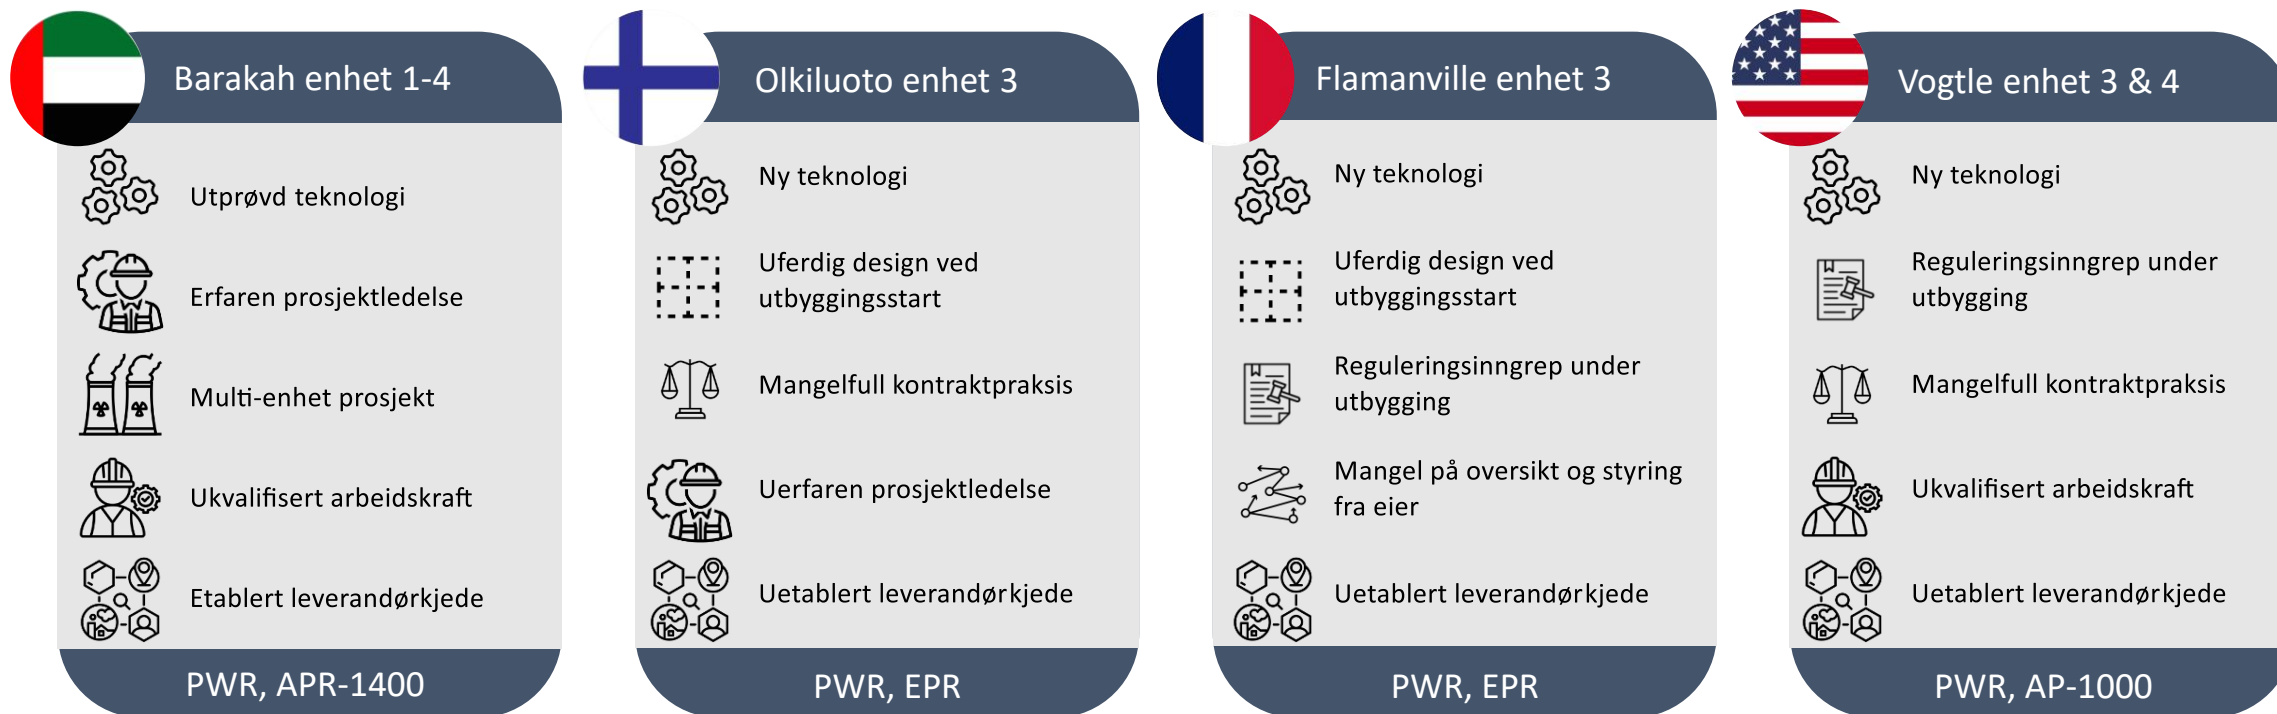 Barakah enhet 1-4
Utprøvd teknologi
Erfaren prosjektledelse
Multi-enhet prosjekt
Ukvalifisert arbeidskraft
Etablert leverandørkjede
PWR, APR-1400
Olkiluoto enhet 3
Ny teknologi
Uferdig design ved
utbyggingsstart
Mangelfull kontraktpraksis
Uerfaren prosjektledelse
Uetablert leverandørkjede
PWR, EPR
Flamanville enhet 3
Ny teknologi
Uferdig design ved
utbyggingsstart
Reguleringsinngrep under
utbygging
Mangel på oversikt og styring
fra eier
Uetablert leverandørkjede
PWR, EPR
Vogtle enhet 3 & 4
Ny teknologi
Reguleringsinngrep under
utbygging
Mangelfull kontraktpraksis
Ukvalifisert arbeidskraft
Uetablert leverandørkjede
PWR, AP-1000